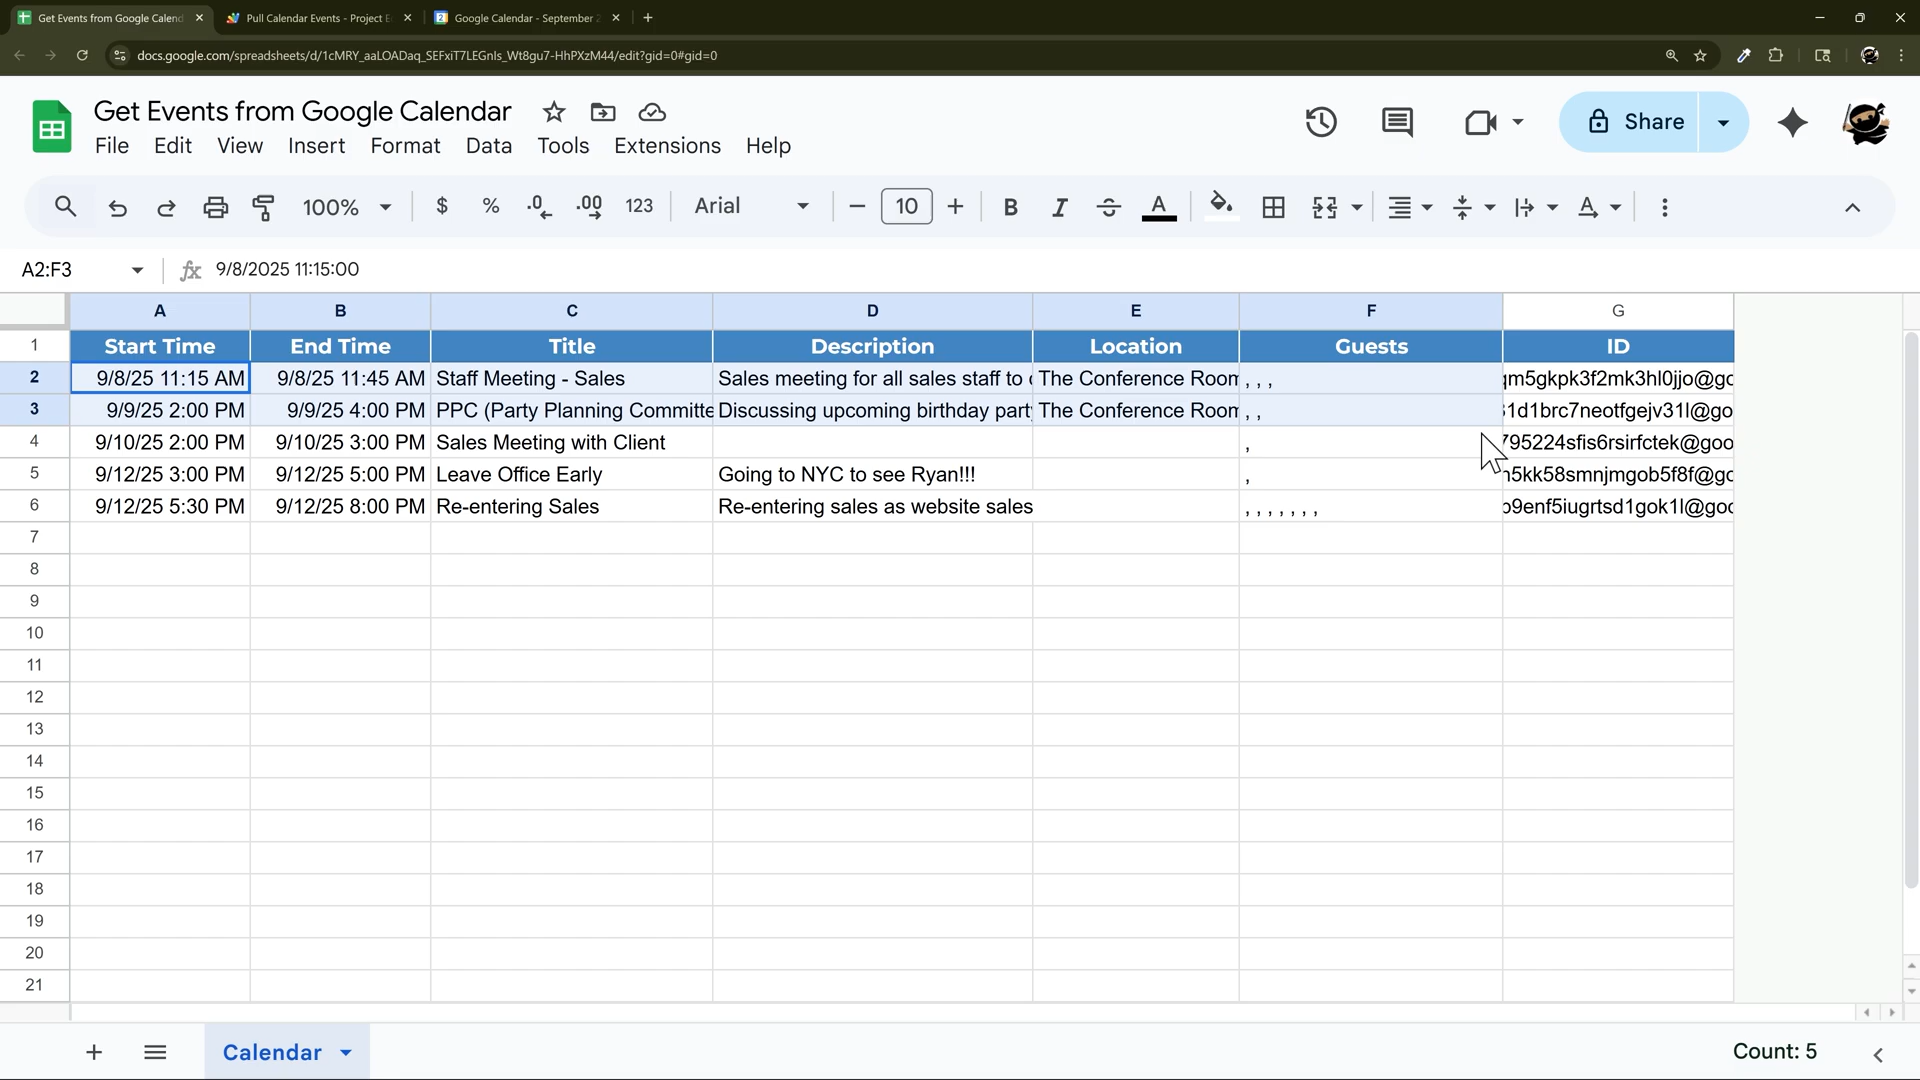 Get Events from Google Calend
Pull Calendar Events - Project E
Google Calendar - September 2
docs.google.com/spreadsheets/d/1cMRY_aaLOADaq_SEFxiT7LEGnIs_Wt8gu7-HhPXzM44/edit?gid=0#gid=0
Get Events from Google Calendar
File Edit View Insert Format Data Tools Extensions Help
Share
100% $ % .0 .00 123 Arial 10 B I A A
A2:F3 fx 9/8/2025 11:15:00
A B C D E F G
1 Start Time End Time Title Description Location Guests ID
2 9/8/25 11:15 AM 9/8/25 11:45 AM Staff Meeting - Sales Sales meeting for all sales staff to The Conference Room , , , qm5gkpk3f2mk3hl0jjo@go
3 9/9/25 2:00 PM 9/9/25 4:00 PM PPC (Party Planning Committe Discussing upcoming birthday part The Conference Room , , 1d1brc7neotfgejv31l@go
4 9/10/25 2:00 PM 9/10/25 3:00 PM Sales Meeting with Client , 795224sfis6rsirfctek@goo
5 9/12/25 3:00 PM 9/12/25 5:00 PM Leave Office Early Going to NYC to see Ryan!!! , 5kk58smnjmgob5f8f@go
6 9/12/25 5:30 PM 9/12/25 8:00 PM Re-entering Sales Re-entering sales as website sales , , , , , , , 9enf5iugrtsd1gok1l@goo
7
8
9
10
11
12
13
14
15
16
17
18
19
20
21
Calendar Count: 5